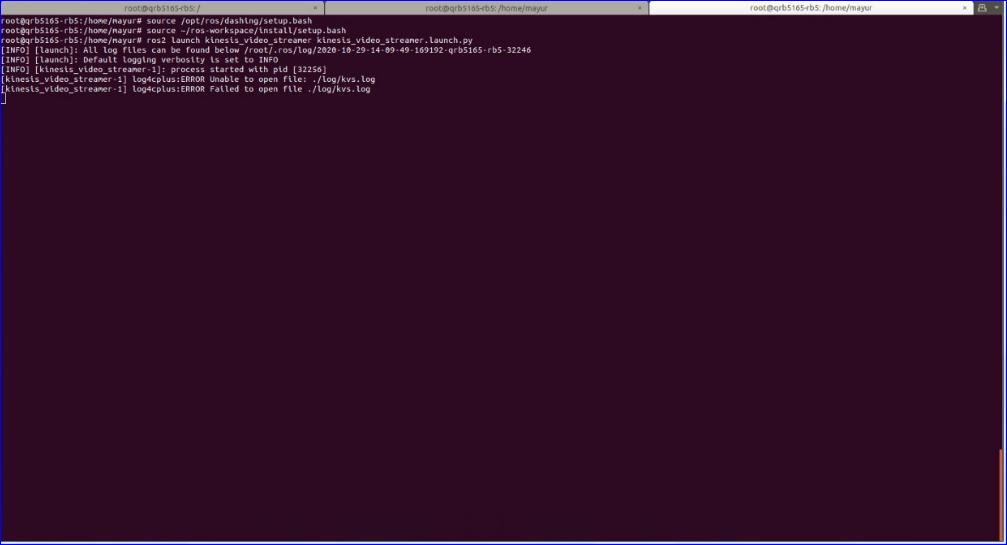 root@qrb5165-rb5: / × root@qrb5165-rb5: /home/mayur × root@qrb5165-rb5: /home/mayur ×
root@qrb5165-rb5:/home/mayur# source /opt/ros/dashing/setup.bash
root@qrb5165-rb5:/home/mayur# source ~/ros-workspace/install/setup.bash
root@qrb5165-rb5:/home/mayur# ros2 launch kinesis_video_streamer kinesis_video_streamer.launch.py
[INFO] [launch]: All log files can be found below /root/.ros/log/2020-10-29-14-09-49-169192-qrb5165-rb5-32246
[INFO] [launch]: Default logging verbosity is set to INFO
[INFO] [kinesis_video_streamer-1]: process started with pid [32256]
[kinesis_video_streamer-1] log4cplus:ERROR Unable to open file: ./log/kvs.log
[kinesis_video_streamer-1] log4cplus:ERROR Failed to open file ./log/kvs.log